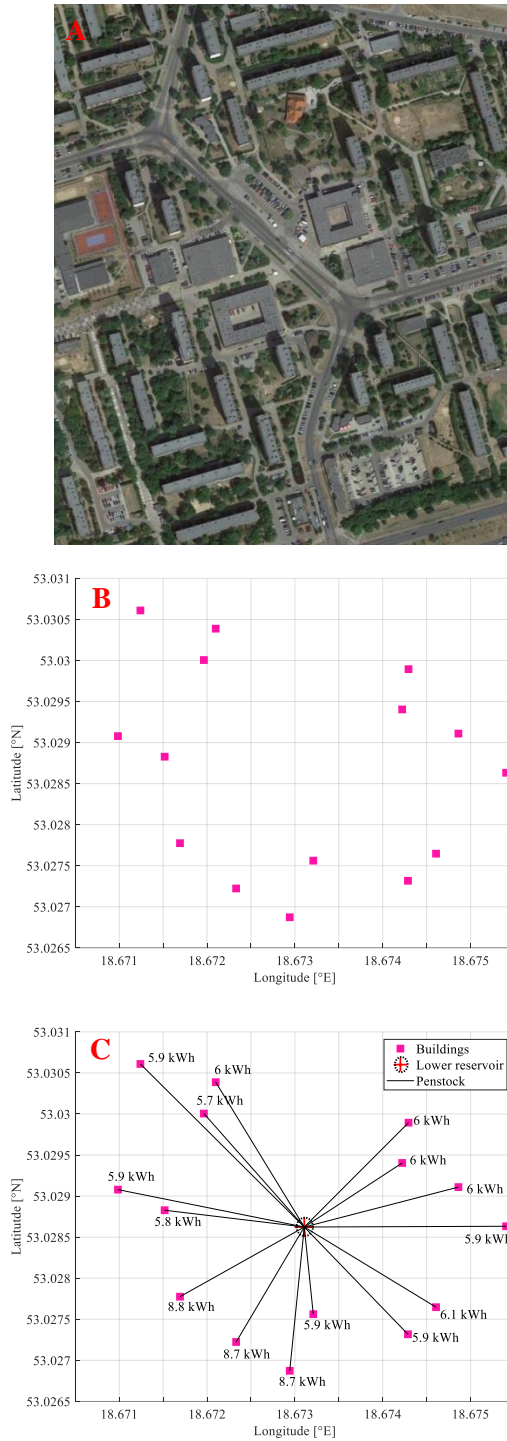 A
B
53.031
53.0305
53.03
53.0295
53.029
53.0285
53.028
53.0275
53.027
53.0265
Latitutde [°N]
18.671
18.672
18.673
18.674
18.675
Longitude [°E]
C
53.031
53.0305
53.03
53.0295
53.029
53.0285
53.028
53.0275
53.027
53.0265
Latitude [°N]
Buildings
Lower reservoir
Penstock
5.9 kWh
6 kWh
5.7 kWh
6 kWh
6 kWh
5.9 kWh
6 kWh
5.8 kWh
5.9 kWh
8.8 kWh
5.9 kWh
6.1 kWh
8.7 kWh
5.9 kWh
8.7 kWh
18.671
18.672
18.673
18.674
18.675
Longitude [°E]